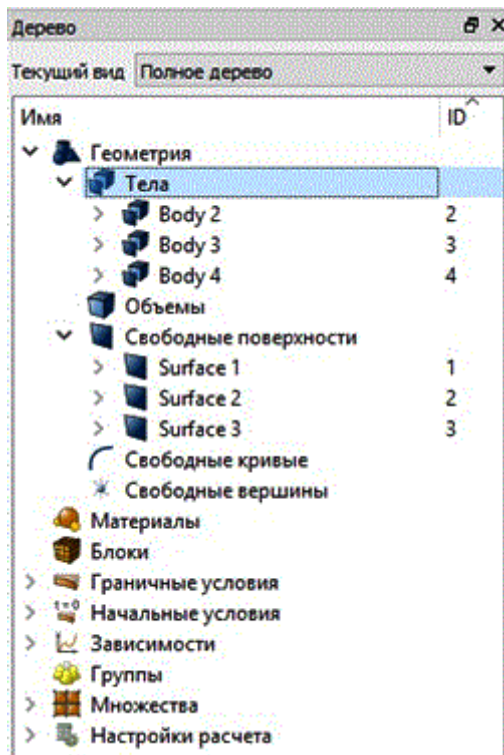 Дерево
Текущий вид Полное дерево
Имя ID
Геометрия
Тела
Body 2 2
Body 3 3
Body 4 4
Объемы
Свободные поверхности
Surface 1 1
Surface 2 2
Surface 3 3
Свободные кривые
Свободные вершины
Материалы
Блоки
Граничные условия
t=0 Начальные условия
Зависимости
Группы
Множества
Настройки расчета